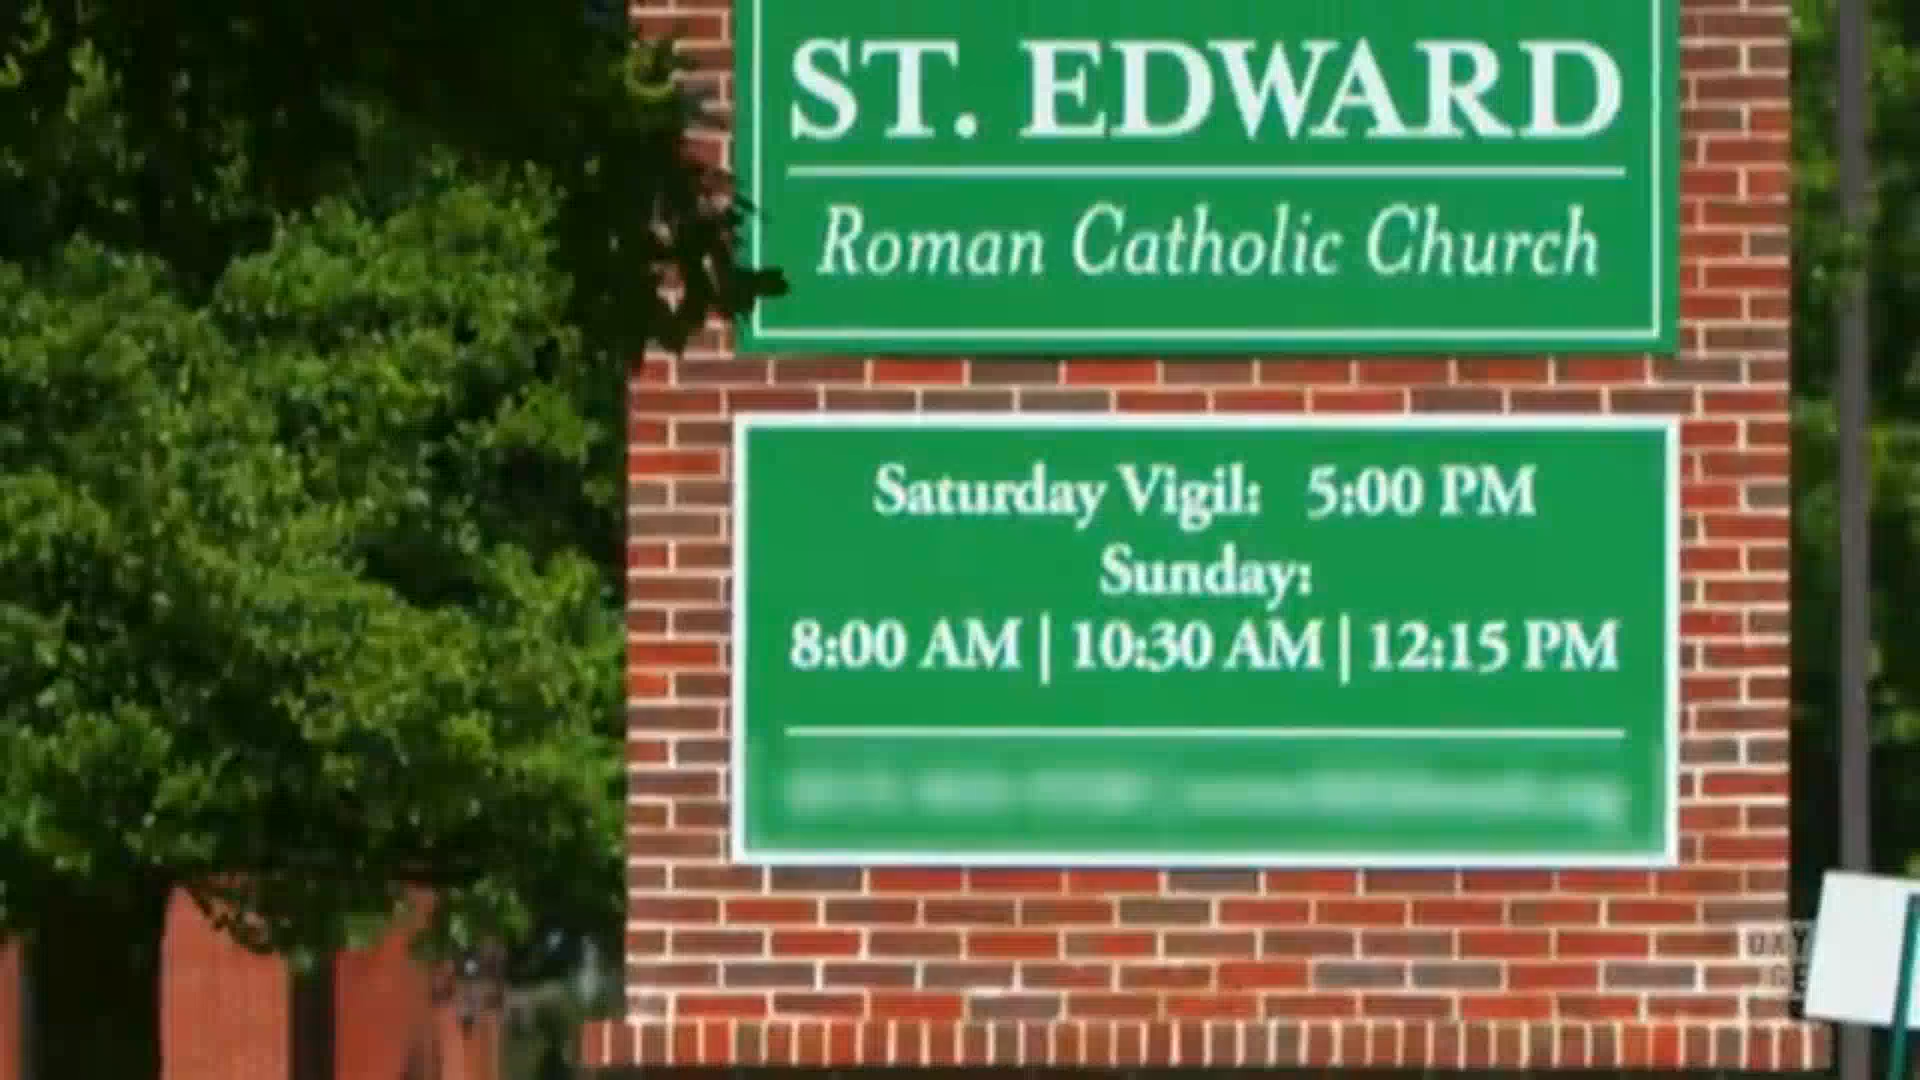 ST. EDWARD
Roman Catholic Church
Saturday Vigil: 5:00 PM
Sunday:
8:00 AM | 10:30 AM | 12:15 PM